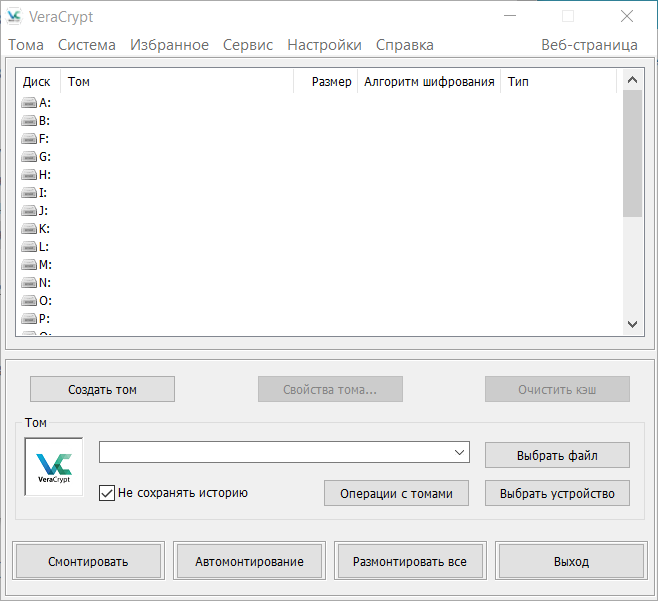 VeraCrypt
Тома Система Избранное Сервис Настройки Справка Веб-страница
Диск Том Размер Алгоритм шифрования Тип
A:
B:
F:
G:
H:
I:
J:
K:
L:
M:
N:
O:
P:
Создать том Свойства тома... Очистить кэш
Том
VeraCrypt
Выбрать файл
Не сохранять историю Операции с томами Выбрать устройство
Смонтировать Автомонтирование Размонтировать все Выход